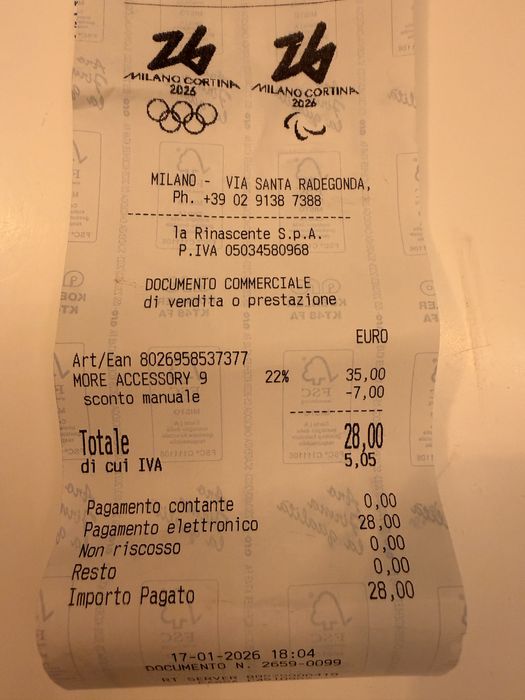 26 26
MILANO CORTINA MILANO CORTINA
2026 2026
MILANO - VIA SANTA RADEGONDA,
Ph. +39 02 9138 7388
la Rinascente S.p.A.
P.IVA 05034580968
DOCUMENTO COMMERCIALE
di vendita o prestazione
EURO
Art/Ean 8026958537377
MORE ACCESSORY 9 22% 35,00
sconto manuale -7,00
Totale 28,00
di cui IVA 5,05
Pagamento contante 0,00
Pagamento elettronico 28,00
Non riscosso 0,00
Resto 0,00
Importo Pagato 28,00
17-01-2026 18:04
DOCUMENTO N. 2659-0099
RT SERVER